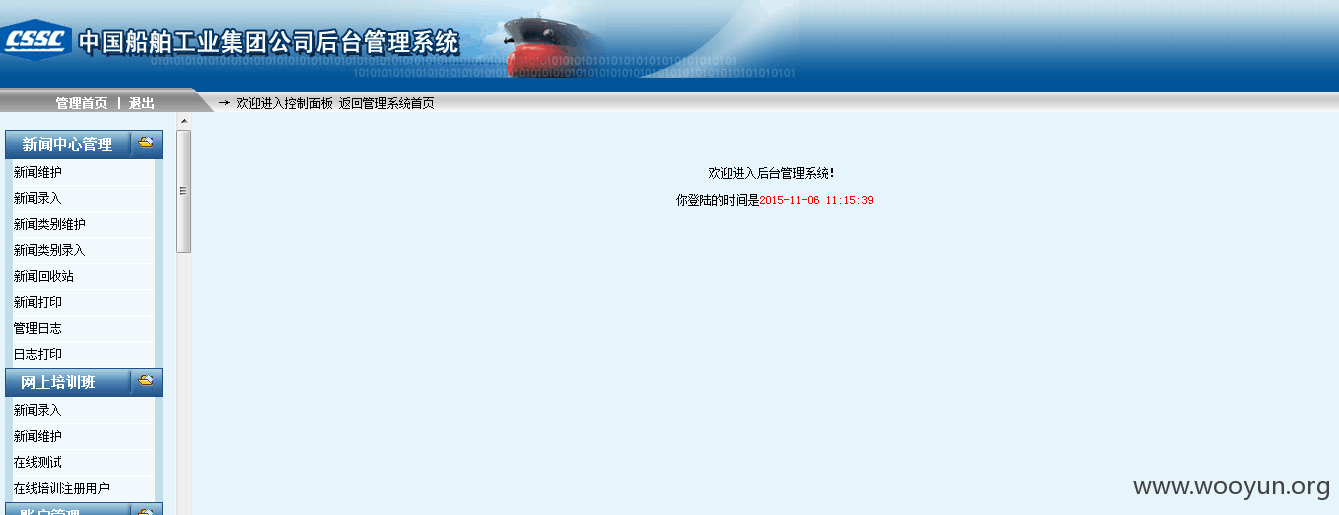 CSSC 中国船舶工业集团公司后台管理系统
管理首页 | 退出 → 欢迎进入控制面板 返回管理系统首页
新闻中心管理
新闻维护
新闻录入
新闻类别维护
新闻类别录入
新闻回收站
新闻打印
管理日志
日志打印
网上培训班
新闻录入
新闻维护
在线测试
在线培训注册用户
账户管理
欢迎进入后台管理系统!
你登陆的时间是2015-11-06 11:15:39
www.wooyun.org